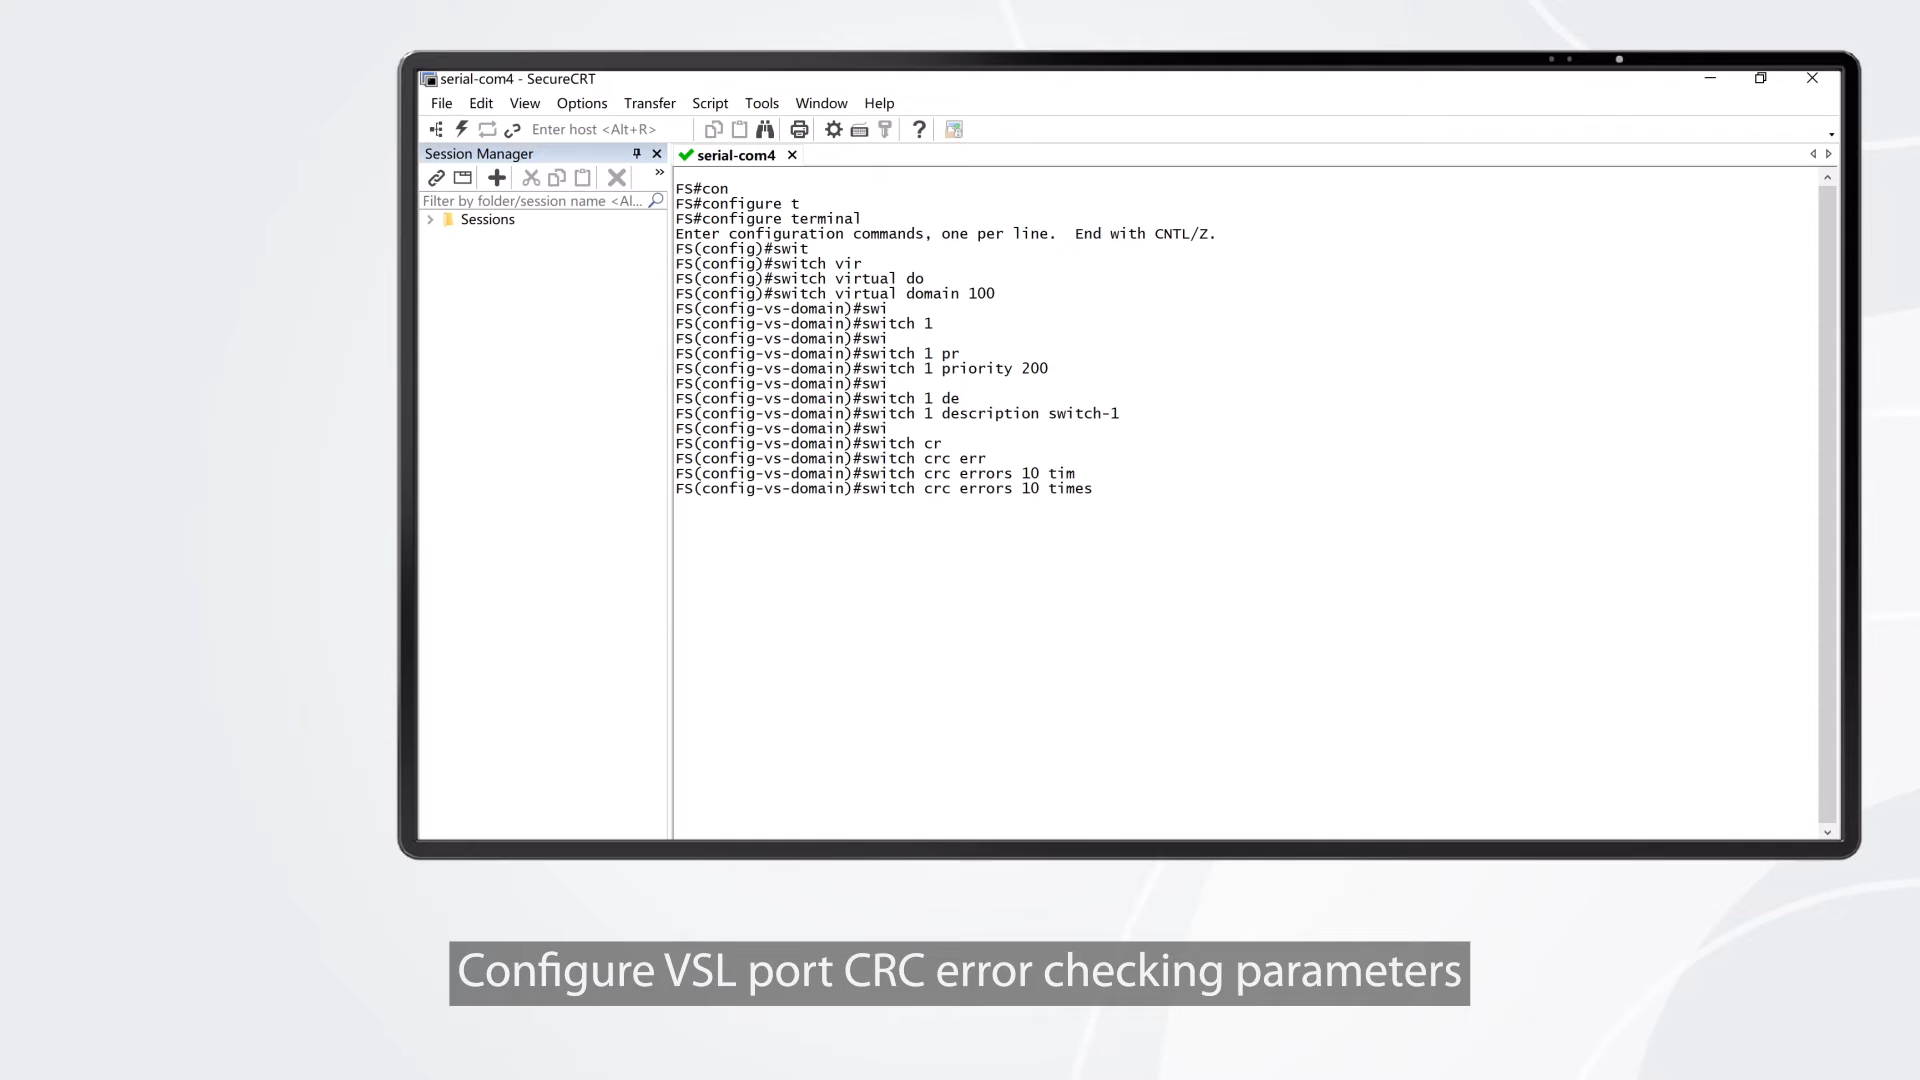 serial-com4 - SecureCRT
File Edit View Options Transfer Script Tools Window Help
Enter host <Alt+R>
Session Manager
serial-com4
Filter by folder/session name <Al...
Sessions
FS#con
FS#configure t
FS#configure terminal
Enter configuration commands, one per line.  End with CNTL/Z.
FS(config)#swit
FS(config)#switch vir
FS(config)#switch virtual do
FS(config)#switch virtual domain 100
FS(config-vs-domain)#swi
FS(config-vs-domain)#switch 1
FS(config-vs-domain)#swi
FS(config-vs-domain)#switch 1 pr
FS(config-vs-domain)#switch 1 priority 200
FS(config-vs-domain)#swi
FS(config-vs-domain)#switch 1 de
FS(config-vs-domain)#switch 1 description switch-1
FS(config-vs-domain)#swi
FS(config-vs-domain)#switch cr
FS(config-vs-domain)#switch crc err
FS(config-vs-domain)#switch crc errors 10 tim
FS(config-vs-domain)#switch crc errors 10 times
Configure VSL port CRC error checking parameters